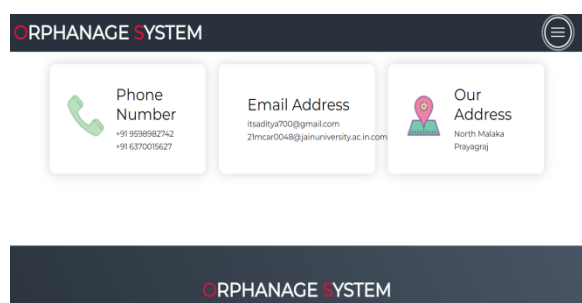 ORPHANAGE SYSTEM
Phone
Number
+91 9598982742
+91 6370015627
Email Address
itsaditya700@gmail.com
21mcar0048@jainuniversity.ac.in.com
Our
Address
North Malaka
Prayagraj
ORPHANAGE SYSTEM